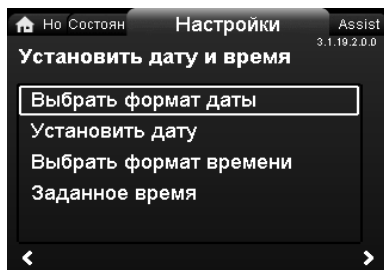 Но Состоян Настройки Assist
3.1.19.2.0.0
Установить дату и время
Выбрать формат даты
Установить дату
Выбрать формат времени
Заданное время